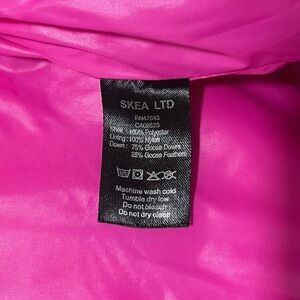 SKEA LTD
Shell: 100% Polyester
Lining: 100% Nylon
Down: 75% Goose Down
25% Goose Feathers
Machine wash cold
Tumble dry low
Do not bleach
Do not dry clean